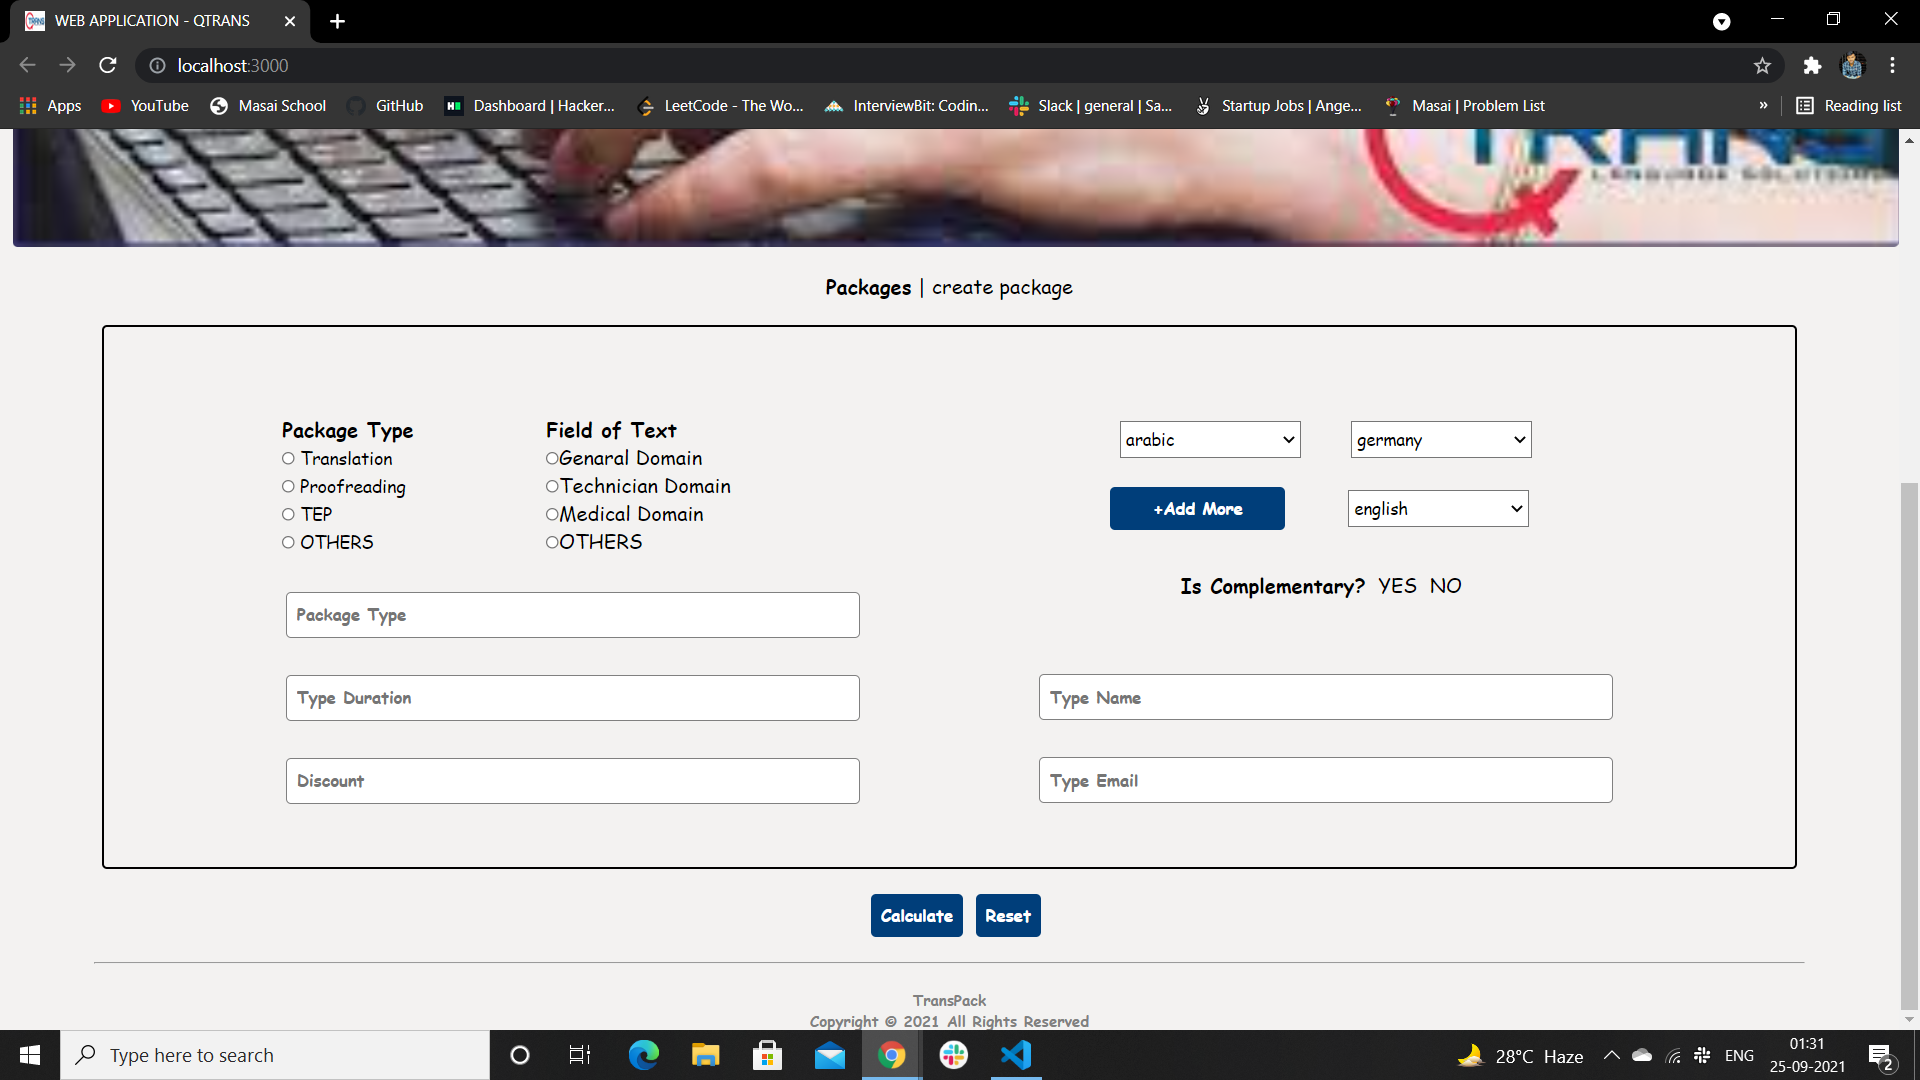 WEB APPLICATION - QTRANS
localhost:3000
Apps YouTube Masai School GitHub Dashboard | Hacker... LeetCode - The Wo... InterviewBit: Codin... Slack | general | Sa... Startup Jobs | Ange... Masai | Problem List » Reading list
TRANS
LANGUAGE SOLUTIONS
Packages | create package
Package Type
Translation
Proofreading
TEP
OTHERS
Field of Text
Genaral Domain
Technician Domain
Medical Domain
OTHERS
arabic germany
+Add More english
Is Complementary? YES NO
Package Type
Type Duration
Type Name
Discount
Type Email
Calculate Reset
TransPack
Copyright © 2021 All Rights Reserved
Type here to search
28°C Haze
ENG
01:31
25-09-2021
2